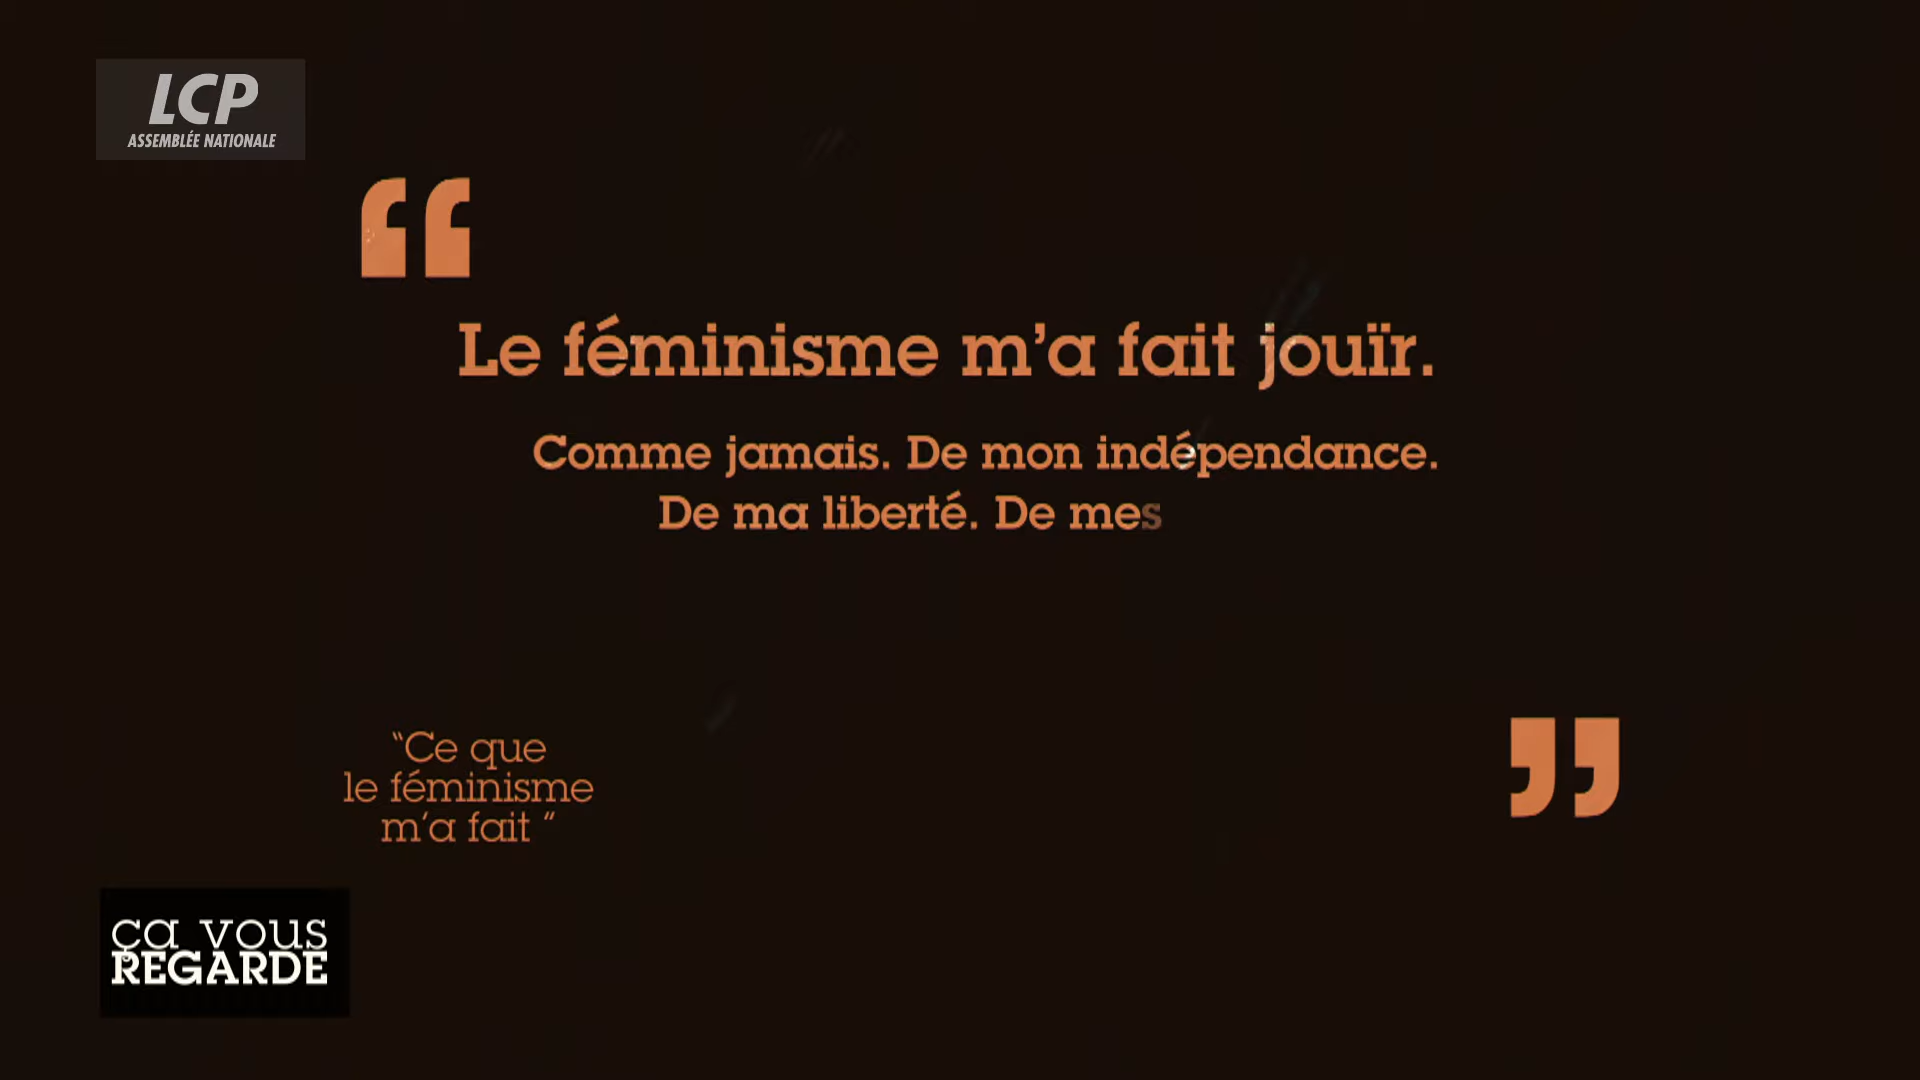 LCP
ASSEMBLÉE NATIONALE
“
Le féminisme m’a fait jouïr.
Comme jamais. De mon indépendance.
De ma liberté. De mes
”
“Ce que
le féminisme
m’a fait “
ça vous
REGARDE